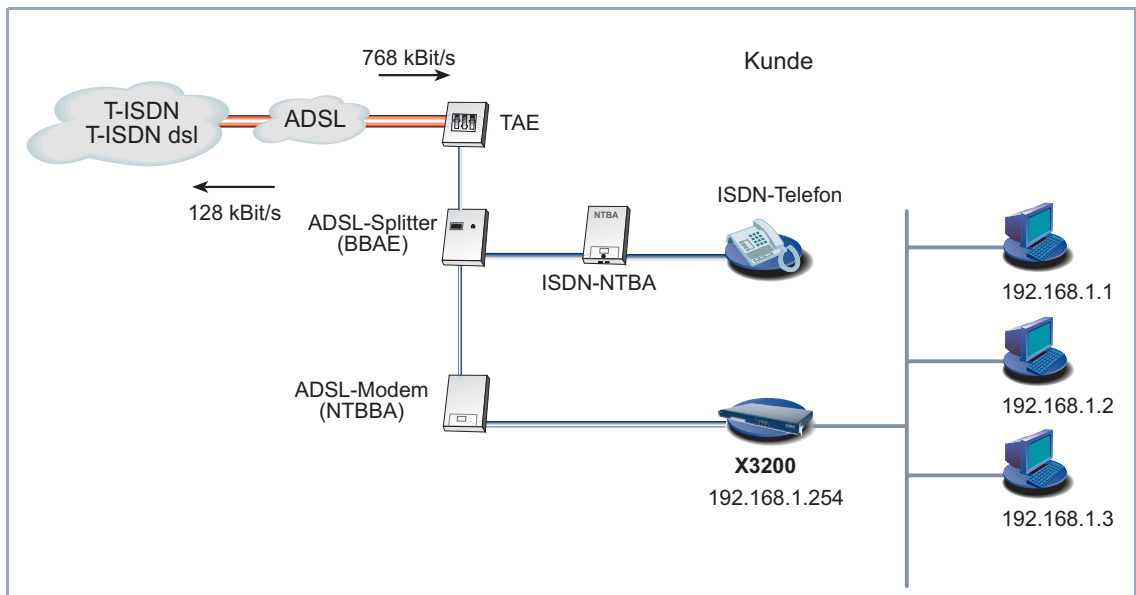 768 kBit/s
Kunde
T-ISDN
T-ISDN dsl
ADSL
TAE
128 kBit/s
ADSL-Splitter
(BBAE)
NTBA
ISDN-NTBA
ISDN-Telefon
192.168.1.1
192.168.1.2
ADSL-Modem
(NTBBA)
X3200
192.168.1.254
192.168.1.3